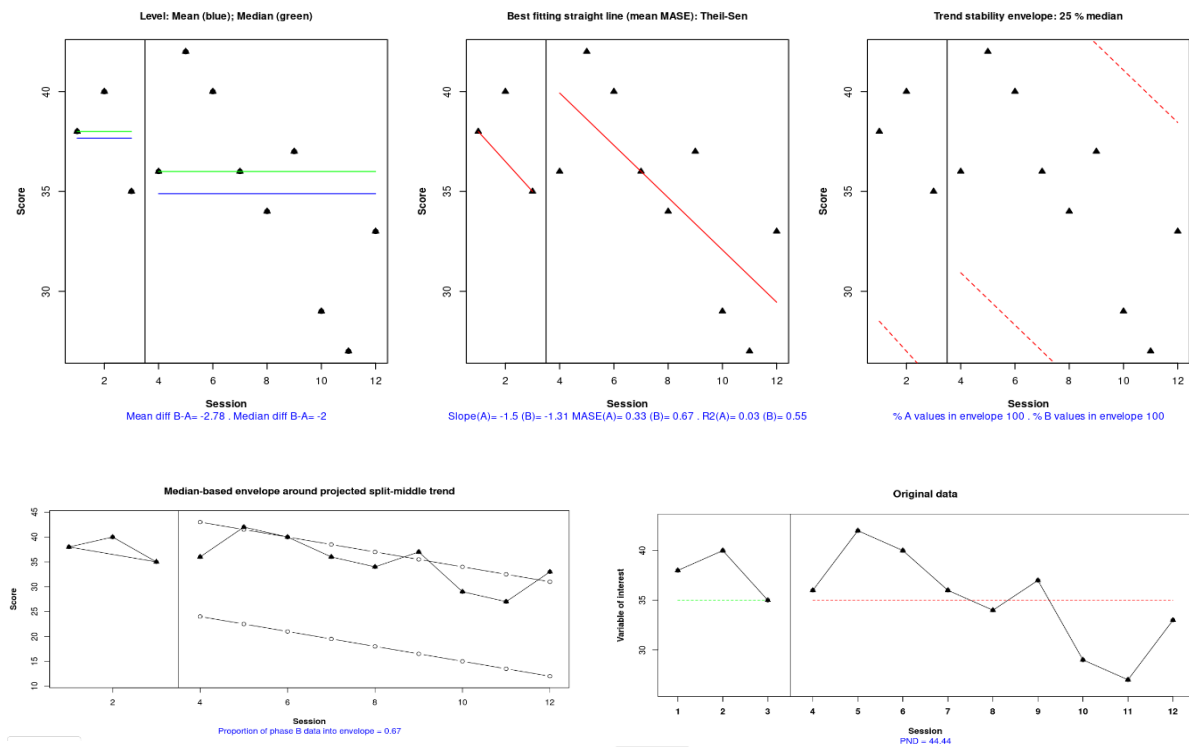 Level: Mean (blue); Median (green)
Score
40
35
30
2
4
6
8
10
12
Session
Mean diff B-A= -2.78 . Median diff B-A= -2
Best fitting straight line (mean MASE): Theil-Sen
Score
40
35
30
2
4
6
8
10
12
Session
Slope(A)= -1.5 (B)= -1.31 MASE(A)= 0.33 (B)= 0.67 . R2(A)= 0.03 (B)= 0.55
Trend stability envelope: 25 % median
Score
40
35
30
2
4
6
8
10
12
Session
% A values in envelope 100 . % B values in envelope 100
Median-based envelope around projected split-middle trend
Score
45
40
35
30
25
20
15
10
2
4
6
8
10
12
Session
Proportion of phase B data into envelope = 0.67
Original data
Variable of interest
40
35
30
1
2
3
4
5
6
7
8
9
10
11
12
Session
PND = 44.44